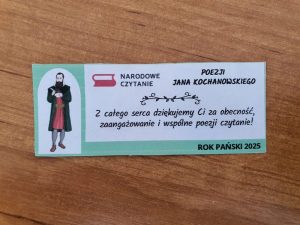 NARODOWE
CZYTANIE
POEZJI
JANA KOCHANOWSKIEGO
Z całego serca dziękujemy Ci za obecność,
zaangażowanie i wspólne poezji czytanie!
ROK PAŃSKI 2025